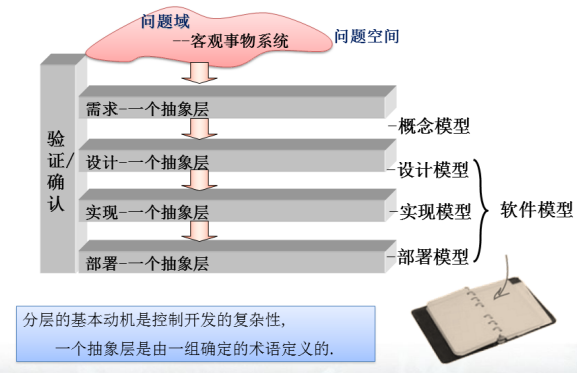 问题域
--客观事物系统
问题空间
需求-一个抽象层
-概念模型
验证/确认
设计-一个抽象层
-设计模型
实现-一个抽象层
-实现模型
软件模型
部署-一个抽象层
-部署模型
分层的基本动机是控制开发的复杂性,
一个抽象层是由一组确定的术语定义的.